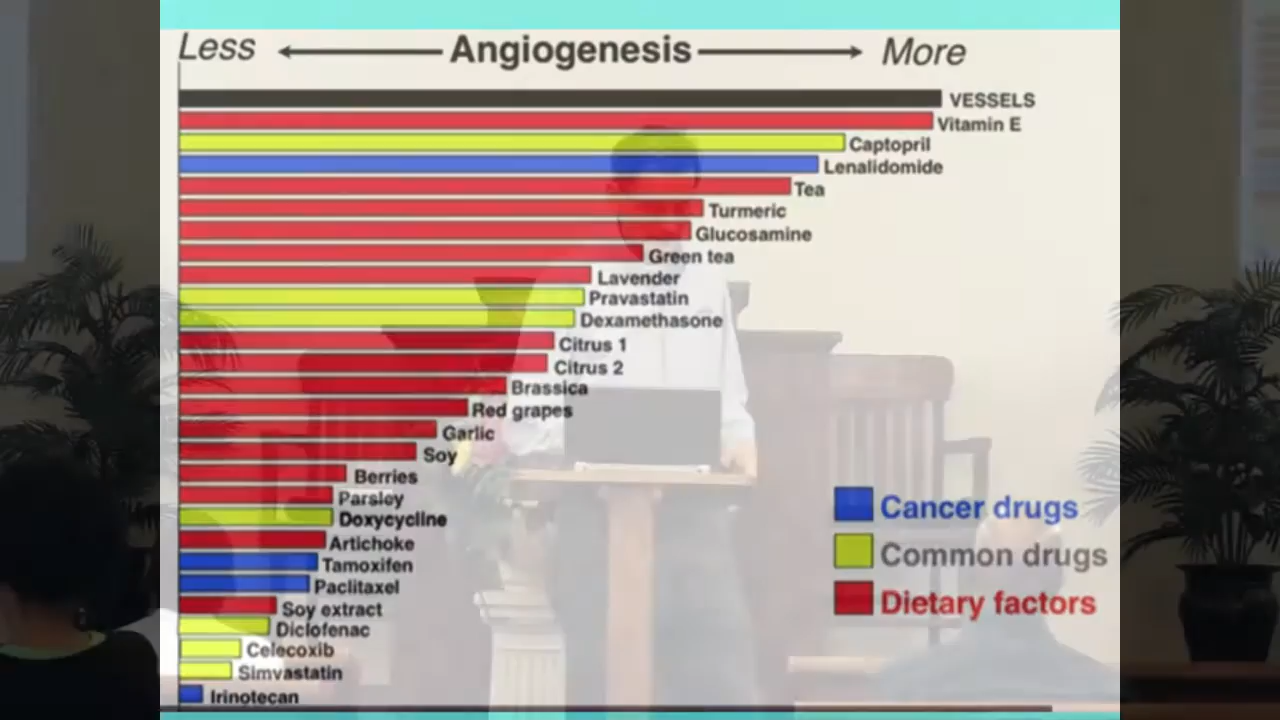 Less Angiogenesis More
VESSELS
Vitamin E
Captopril
Lenalidomide
Tea
Turmeric
Glucosamine
Green tea
Lavender
Pravastatin
Dexamethasone
Citrus 1
Citrus 2
Brassica
Red grapes
Garlic
Soy
Berries
Parsley
Doxycycline
Artichoke
Tamoxifen
Paclitaxel
Soy extract
Diclofenac
Celecoxib
Simvastatin
Irinotecan
Cancer drugs
Common drugs
Dietary factors